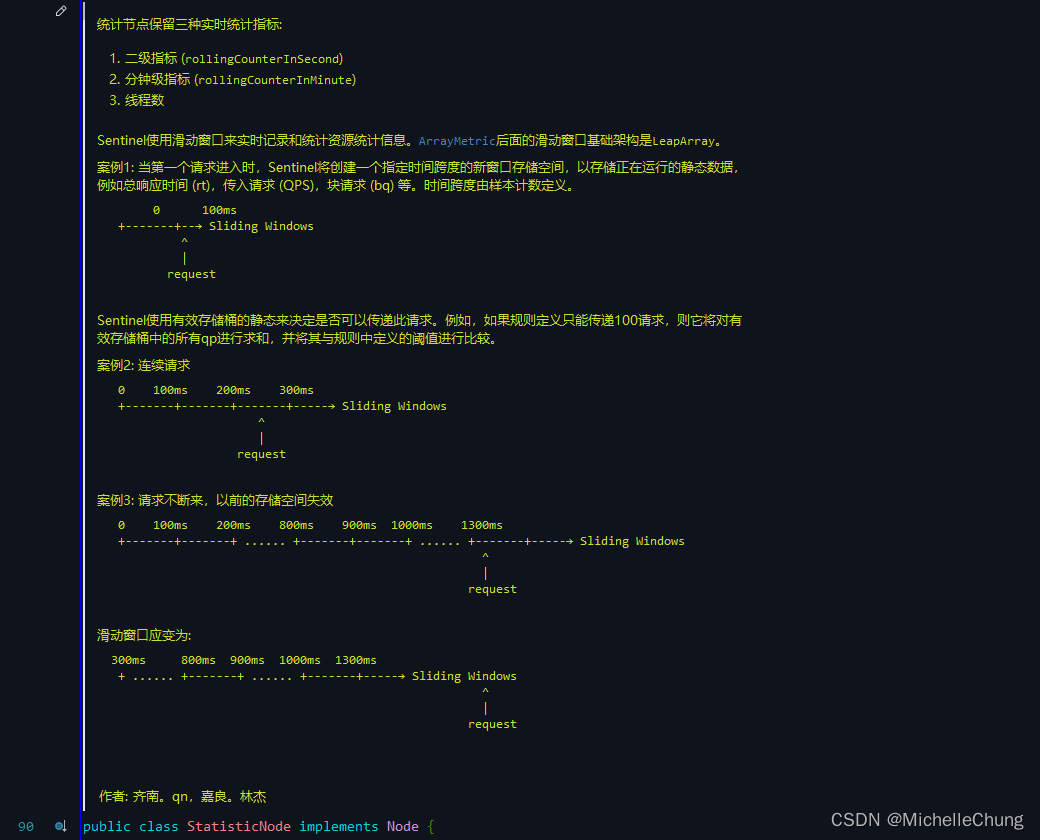 统计节点保留三种实时统计指标:
1. 二级指标 (rollingCounterInSecond)
2. 分钟级指标 (rollingCounterInMinute)
3. 线程数
Sentinel使用滑动窗口来实时记录和统计资源统计信息。ArrayMetric后面的滑动窗口基础架构是LeapArray。
案例1: 当第一个请求进入时，Sentinel将创建一个指定时间跨度的新窗口存储空间，以存储正在运行的静态数据，
例如总响应时间 (rt)，传入请求 (QPS)，块请求 (bq) 等。时间跨度由样本计数定义。
0      100ms
+-------+--→ Sliding Windows
^
|
request
Sentinel使用有效存储桶的静态来决定是否可以传递此请求。例如，如果规则定义只能传递100请求，则它将对有
效存储桶中的所有qp进行求和，并将其与规则中定义的阈值进行比较。
案例2: 连续请求
0    100ms    200ms    300ms
+-------+-------+-------+-----→ Sliding Windows
^
|
request
案例3: 请求不断来，以前的存储空间失效
0    100ms    200ms    800ms    900ms  1000ms    1300ms
+-------+-------+ ...... +-------+-------+ ...... +-------+-----→ Sliding Windows
^
|
request
滑动窗口应变为:
300ms     800ms  900ms  1000ms  1300ms
+ ...... +-------+ ...... +-------+-----→ Sliding Windows
^
|
request
作者: 齐南。qn，嘉良。林杰
90 public class StatisticNode implements Node {
CSDN @MichelleChung